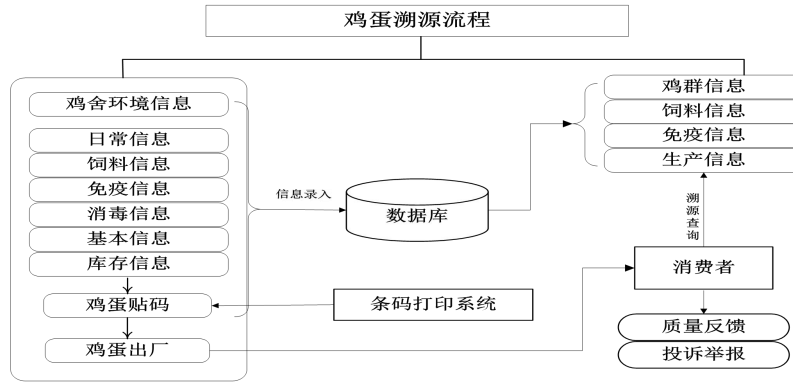 鸡蛋溯源流程
鸡舍环境信息
日常信息
饲料信息
免疫信息
消毒信息
基本信息
库存信息
鸡蛋贴码
鸡蛋出厂
信息录入
数据库
条码打印系统
鸡群信息
饲料信息
免疫信息
生产信息
溯源查询
消费者
质量反馈
投诉举报